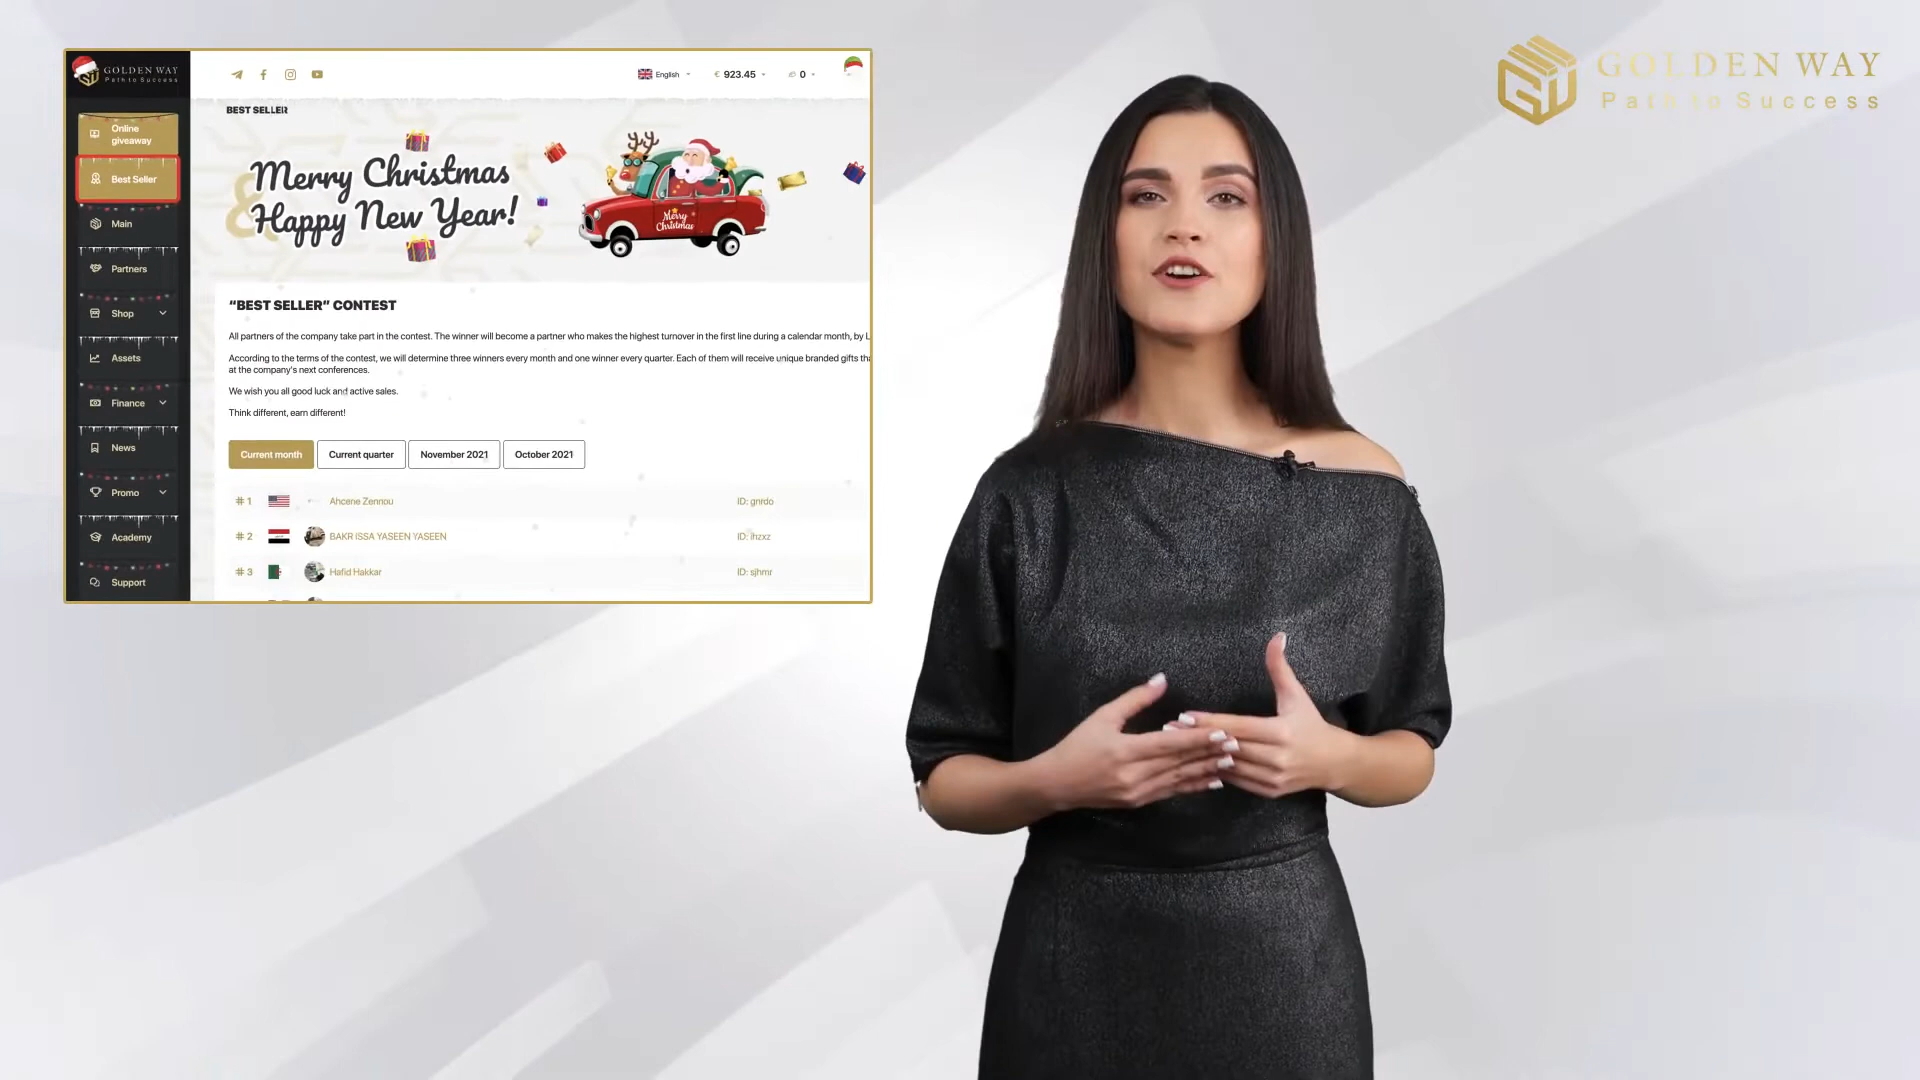 GOLDEN WAY
Path to Success
GOLDEN WAY
Path to Success
English
€ 923.45
0
Online
giveaway
Best Seller
Main
Partners
Shop
Assets
Finance
News
Promo
Academy
Support
BEST SELLER
Merry Christmas
& Happy New Year!
Merry
Christmas
“BEST SELLER” CONTEST
All partners of the company take part in the contest. The winner will become a partner who makes the highest turnover in the first line during a calendar month, by L
According to the terms of the contest, we will determine three winners every month and one winner every quarter. Each of them will receive unique branded gifts tha
at the company's next conferences.
We wish you all good luck and active sales.
Think different, earn different!
Current month
Current quarter
November 2021
October 2021
# 1 Ahcene Zennou ID: gnrdo
# 2 BAKR ISSA YASEEN YASEEN ID: ihzxz
# 3 Hafid Hakkar ID: sjhmr